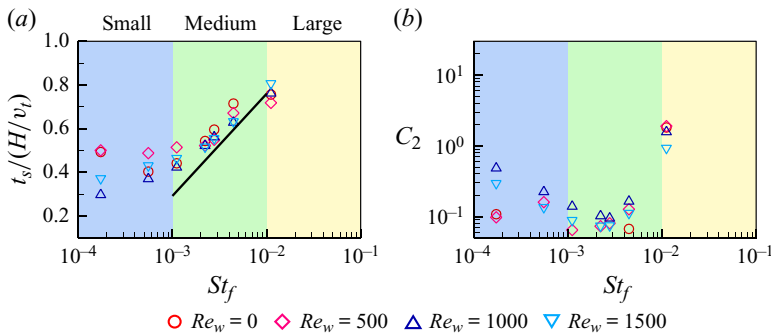 (a) Small Medium Large (b)
t_s/(H/v_t)
1.0
0.8
0.6
0.4
0.2
10^{-4} 10^{-3} 10^{-2} 10^{-1}
St_f
C_2
10^1
10^0
10^{-1}
10^{-4} 10^{-3} 10^{-2} 10^{-1}
St_f
Re_w = 0 Re_w = 500 Re_w = 1000 Re_w = 1500